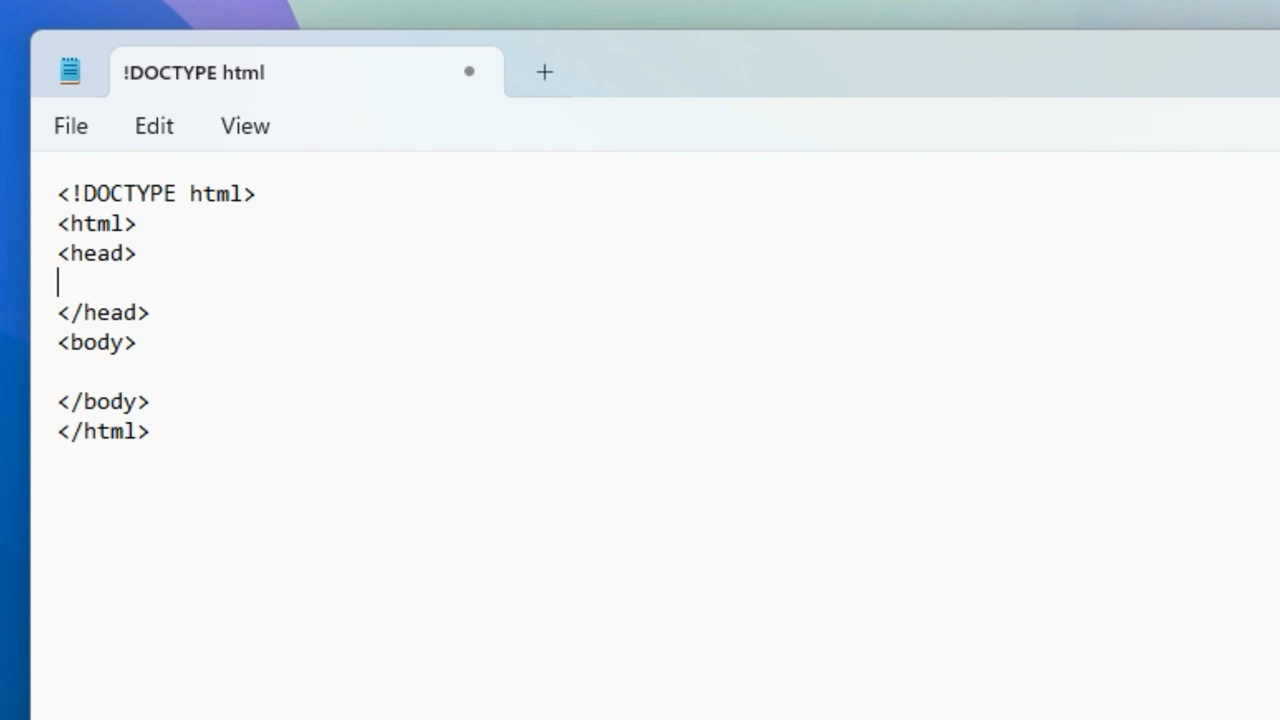 !DOCTYPE html
File Edit View
<!DOCTYPE html>
<html>
<head>
</head>
<body>
</body>
</html>